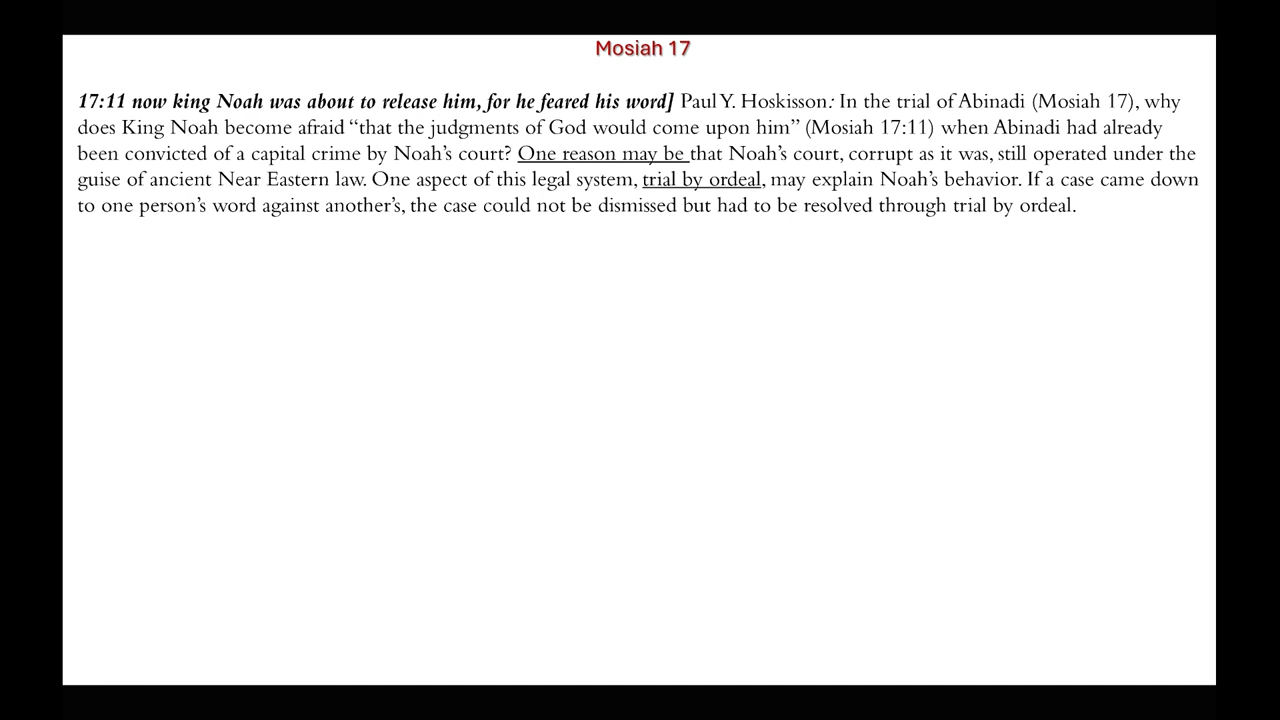 Mosiah 17
17:11 now king Noah was about to release him, for he feared his word] Paul Y. Hoskisson: In the trial of Abinadi (Mosiah 17), why
does King Noah become afraid “that the judgments of God would come upon him” (Mosiah 17:11) when Abinadi had already
been convicted of a capital crime by Noah’s court? One reason may be that Noah’s court, corrupt as it was, still operated under the
guise of ancient Near Eastern law. One aspect of this legal system, trial by ordeal, may explain Noah’s behavior. If a case came down
to one person’s word against another’s, the case could not be dismissed but had to be resolved through trial by ordeal.